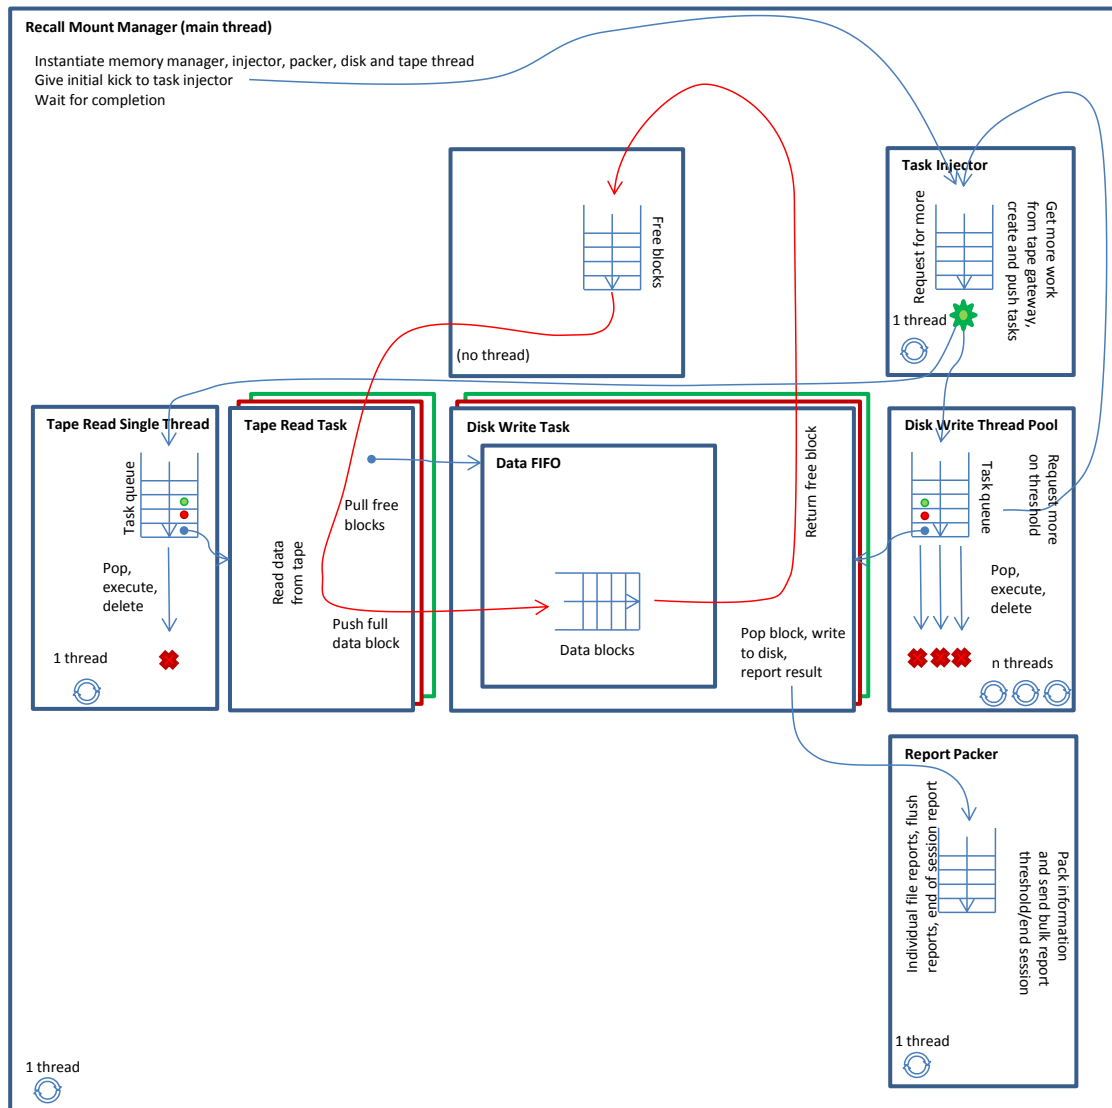 Recall Mount Manager (main thread)
Instantiate memory manager, injector, packer, disk and tape thread
Give initial kick to task injector
Wait for completion
Free blocks
(no thread)
Task Injector
Request for more
Get more work
from tape gateway,
create and push tasks
1 thread
Tape Read Single Thread
Task queue
Pop,
execute,
delete
1 thread
Tape Read Task
Pull free
blocks
Read data
from tape
Push full
data block
Disk Write Task
Data FIFO
Data blocks
Return free block
Pop block, write
to disk,
report result
Disk Write Thread Pool
Task queue
Request more
on threshold
Pop,
execute,
delete
n threads
Report Packer
Individual file reports, flush
reports, end of session report
Pack information
and send bulk report
threshold/end session
1 thread
1 thread